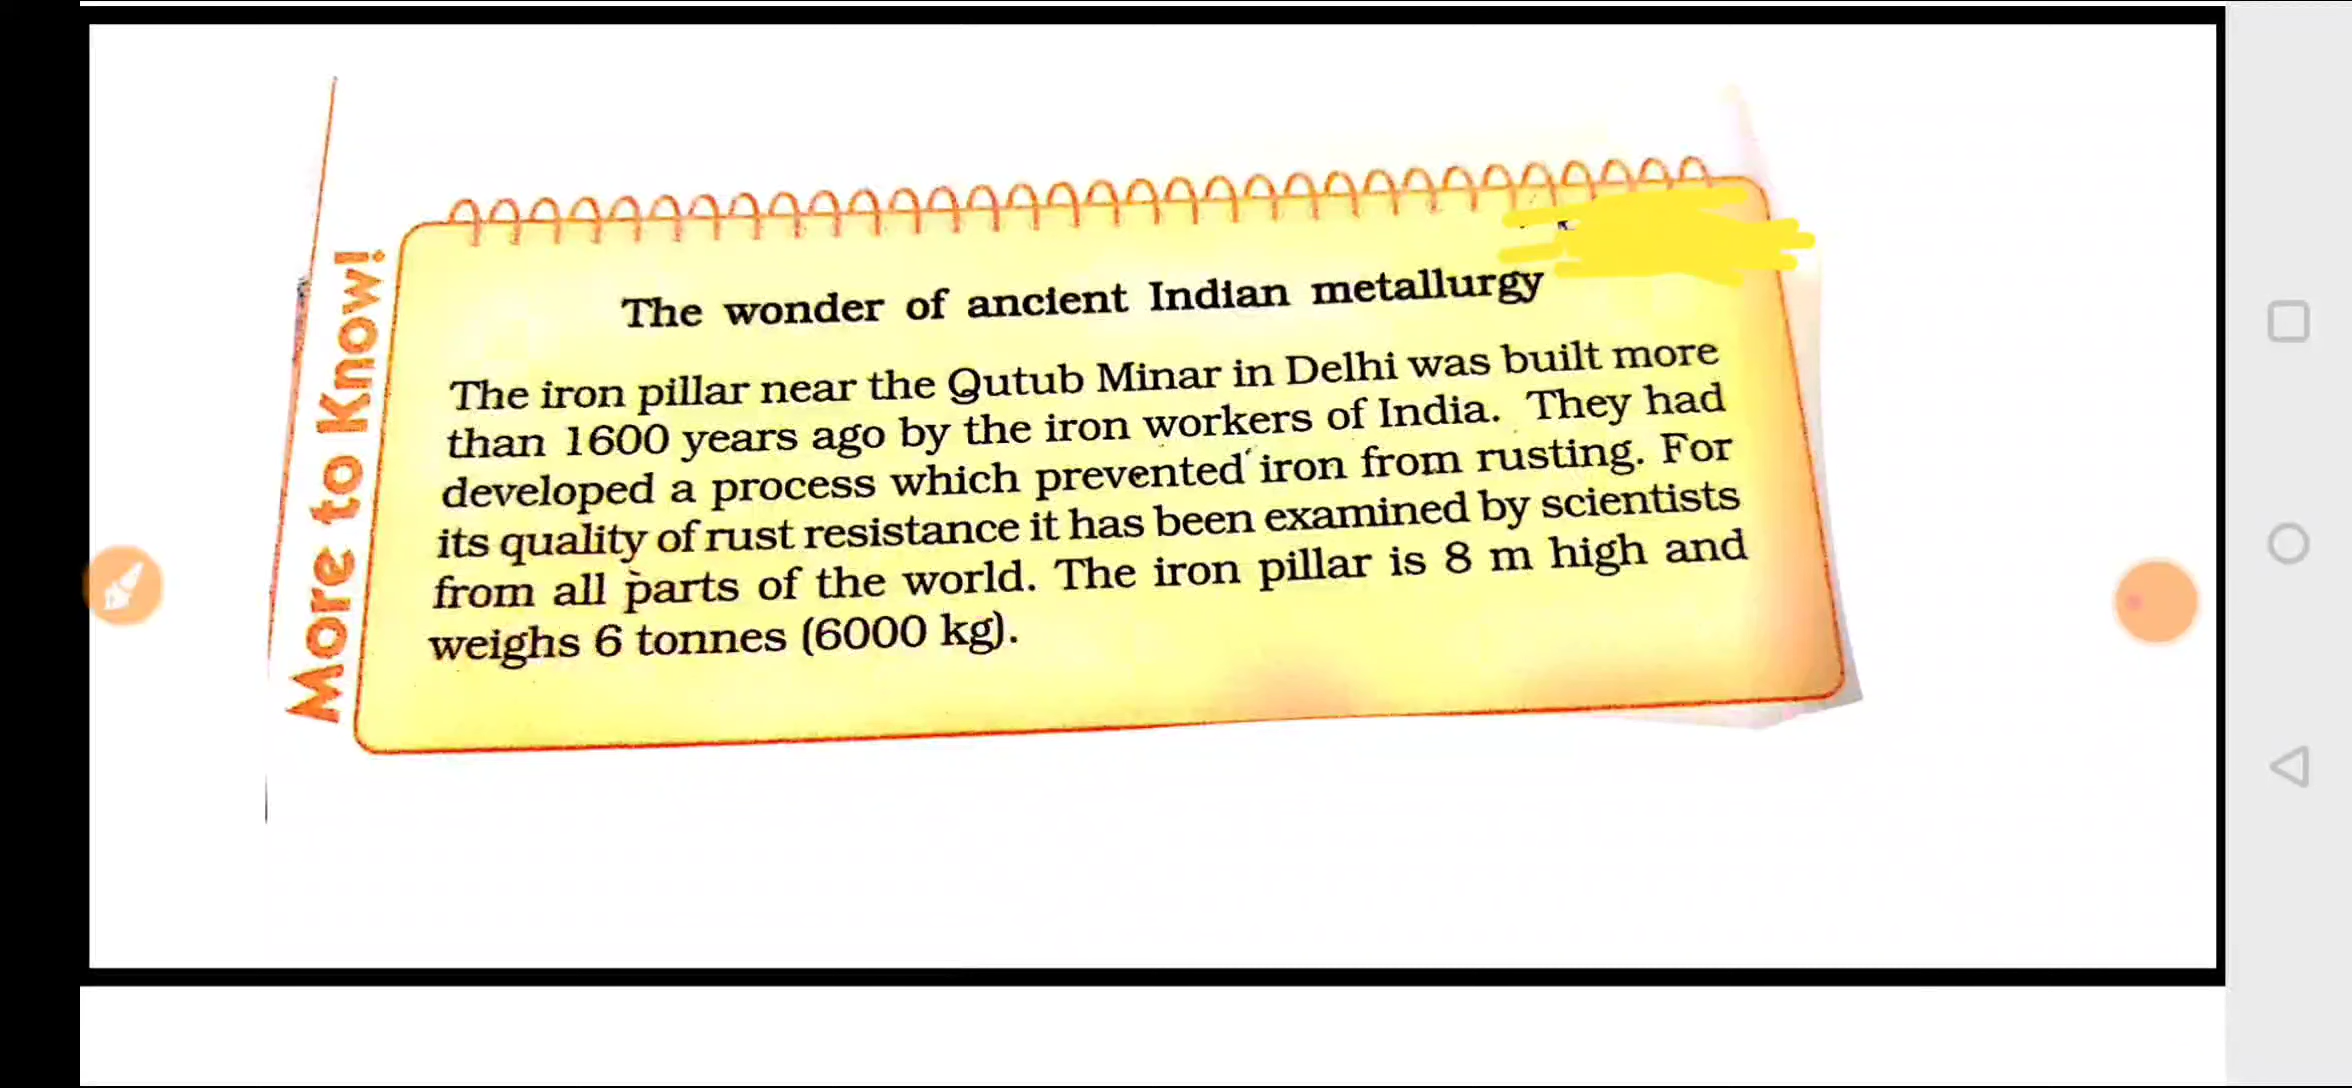 More to Know!
The wonder of ancient Indian metallurgy
The iron pillar near the Qutub Minar in Delhi was built more
than 1600 years ago by the iron workers of India. They had
developed a process which prevented iron from rusting. For
its quality of rust resistance it has been examined by scientists
from all parts of the world. The iron pillar is 8 m high and
weighs 6 tonnes (6000 kg).